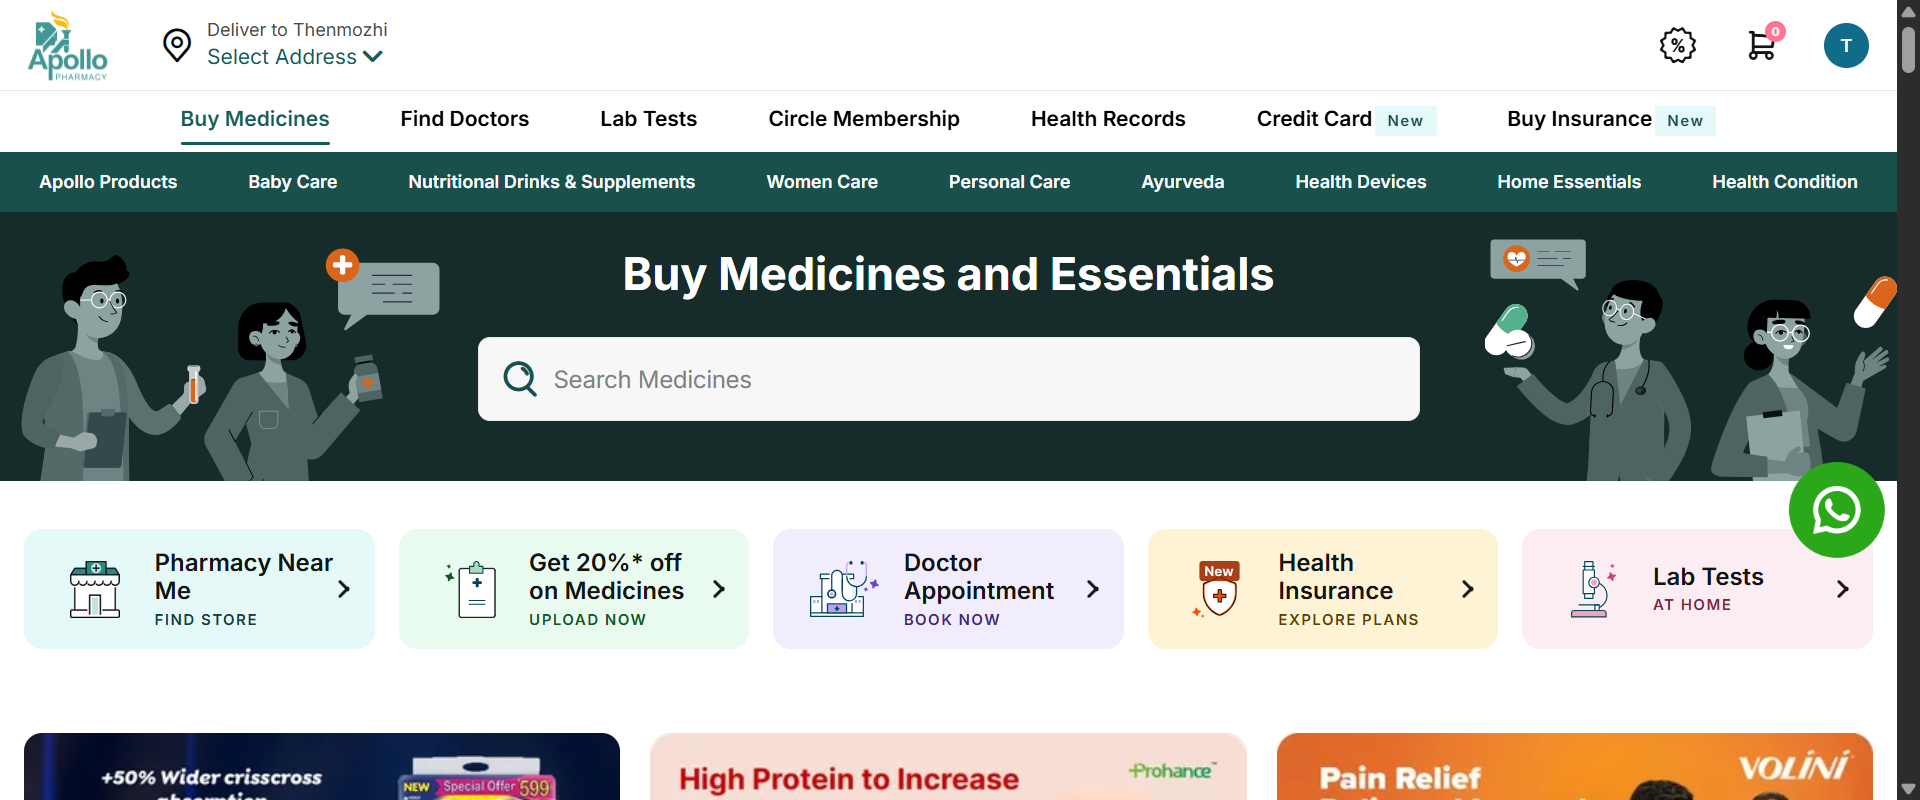 Apollo
PHARMACY
Deliver to Thenmozhi
Select Address
%
0
T
Buy Medicines
Find Doctors
Lab Tests
Circle Membership
Health Records
Credit Card New
Buy Insurance New
Apollo Products
Baby Care
Nutritional Drinks & Supplements
Women Care
Personal Care
Ayurveda
Health Devices
Home Essentials
Health Condition
Buy Medicines and Essentials
Search Medicines
Pharmacy Near
Me
FIND STORE
Get 20%* off
on Medicines
UPLOAD NOW
Doctor
Appointment
BOOK NOW
New
Health
Insurance
EXPLORE PLANS
Lab Tests
AT HOME
+50% Wider crisscross
absorption
NEW
Special Offer 599
High Protein to Increase
Prohance™
Pain Relief
VOLINI